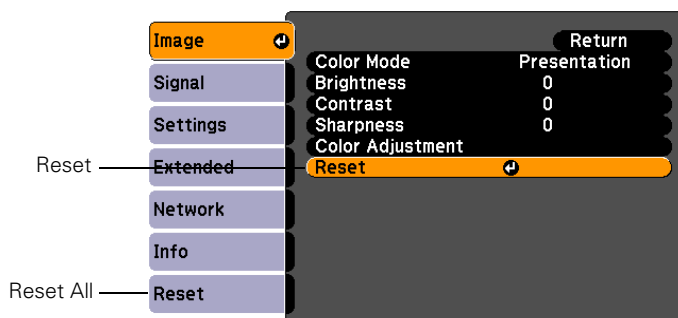 Image
Signal
Settings
Extended
Network
Info
Reset
Return
Color Mode Presentation
Brightness 0
Contrast 0
Sharpness 0
Color Adjustment
Reset
Reset
Reset All